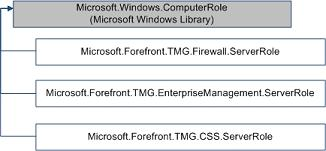 Microsoft.Windows.ComputerRole
(Microsoft Windows Library)
Microsoft.Forefront.TMG.Firewall.ServerRole
Microsoft.Forefront.TMG.EnterpriseManagement.ServerRole
Microsoft.Forefront.TMG.CSS.ServerRole